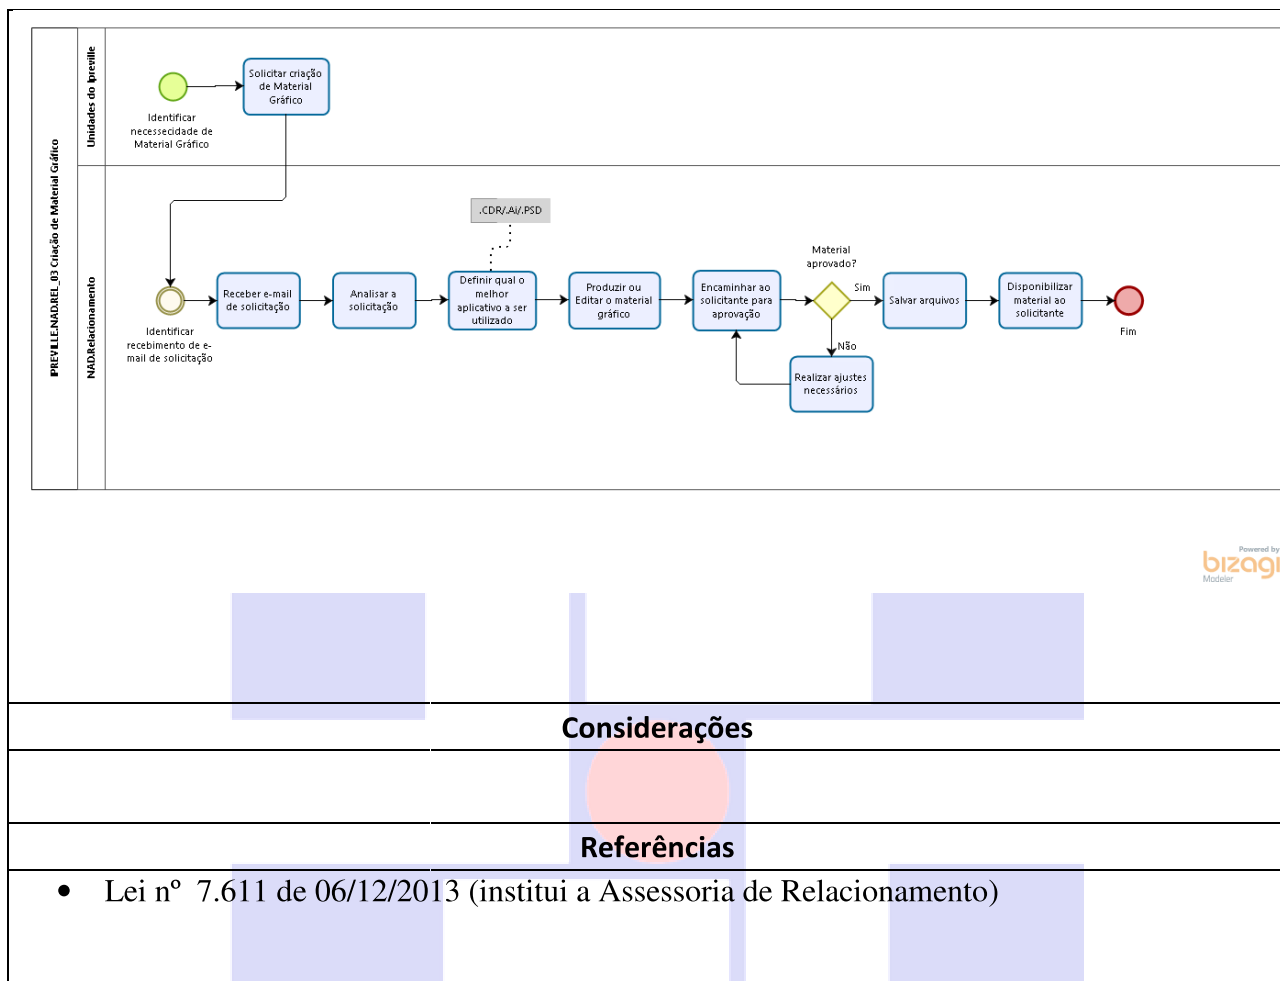 IPREVILLE.NAD.REL_03 Criação de Material Gráfico
Unidades do Ipreville
Identificar
necessecidade de
Material Gráfico
Solicitar criação
de Material
Gráfico
NAD.Relacionamento
Identificar
recebimento de e-
mail de solicitação
Receber e-mail
de solicitação
Analisar a
solicitação
.CDR/.Ai/.PSD
Definir qual o
melhor
aplicativo a ser
utilizado
Produzir ou
Editar o material
gráfico
Encaminhar ao
solicitante para
aprovação
Material
aprovado?
Sim
Não
Realizar ajustes
necessários
Salvar arquivos
Disponibilizar
material ao
solicitante
Fim
Powered by
bizagi
Modeler
Considerações
Referências
• Lei nº 7.611 de 06/12/2013 (institui a Assessoria de Relacionamento)